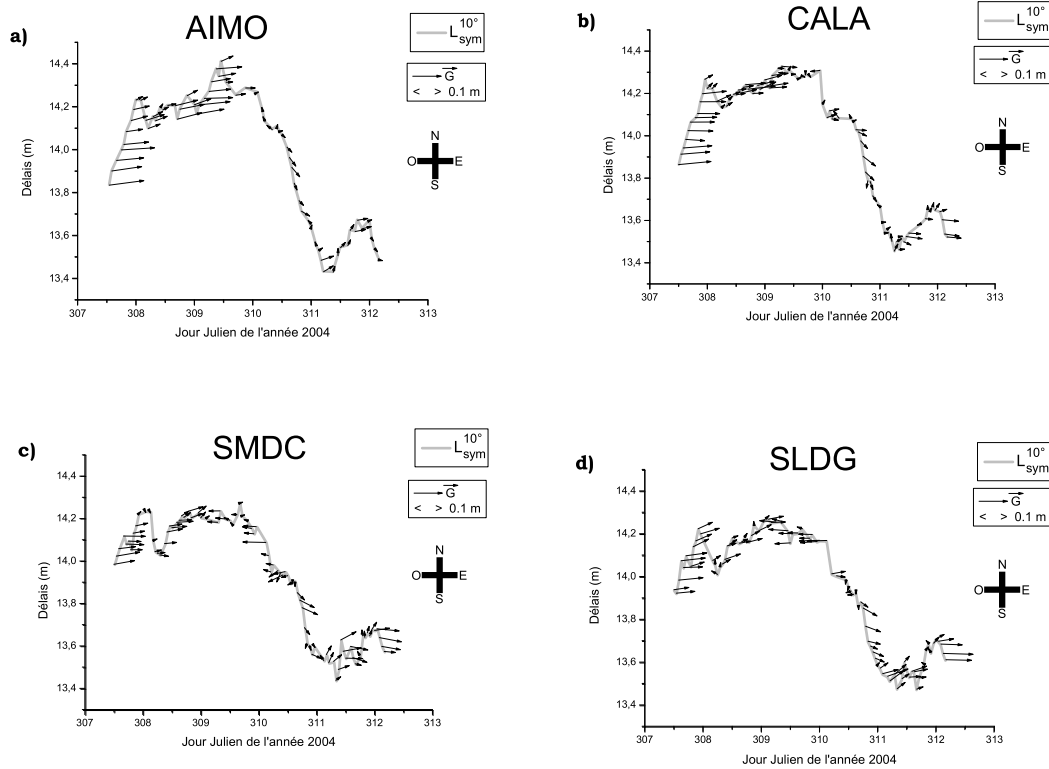 a)
AIMO
L 10° sym
G
< > 0.1 m
N
O E
S
Délais (m)
14,4
14,2
14,0
13,8
13,6
13,4
307 308 309 310 311 312 313
Jour Julien de l'année 2004
b)
CALA
L 10° sym
G
< > 0.1 m
N
O E
S
Délais (m)
14,4
14,2
14,0
13,8
13,6
13,4
307 308 309 310 311 312 313
Jour Julien de l'année 2004
c)
SMDC
L 10° sym
G
< > 0.1 m
N
O E
S
Délais (m)
14,4
14,2
14,0
13,8
13,6
13,4
307 308 309 310 311 312 313
Jour Julien de l'année 2004
d)
SLDG
L 10° sym
G
< > 0.1 m
N
O E
S
Délais (m)
14,4
14,2
14,0
13,8
13,6
13,4
307 308 309 310 311 312 313
Jour Julien de l'année 2004